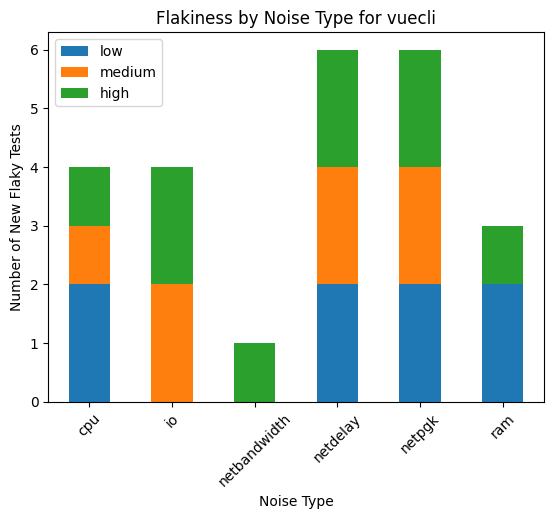 Flakiness by Noise Type for vuecli
low
medium
high
Number of New Flaky Tests
6
5
4
3
2
1
0
cpu
io
netbandwidth
netdelay
netpgk
ram
Noise Type